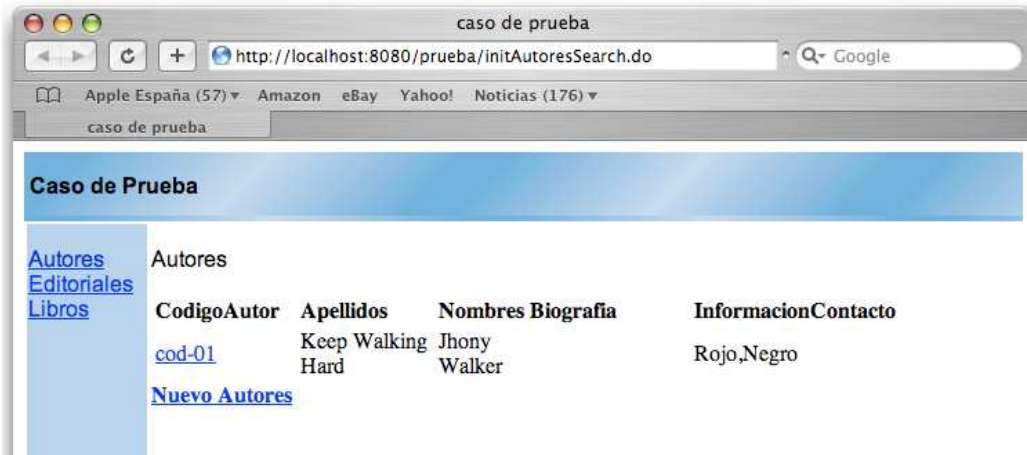 caso de prueba
http://localhost:8080/prueba/initAutoresSearch.do
Google
Apple España (57) Amazon eBay Yahoo! Noticias (176)
caso de prueba
Caso de Prueba
Autores
Editoriales
Libros
Autores
CodigoAutor Apellidos Nombres Biografia InformacionContacto
cod-01 Keep Walking Hard Jhony Walker Rojo,Negro
Nuevo Autores